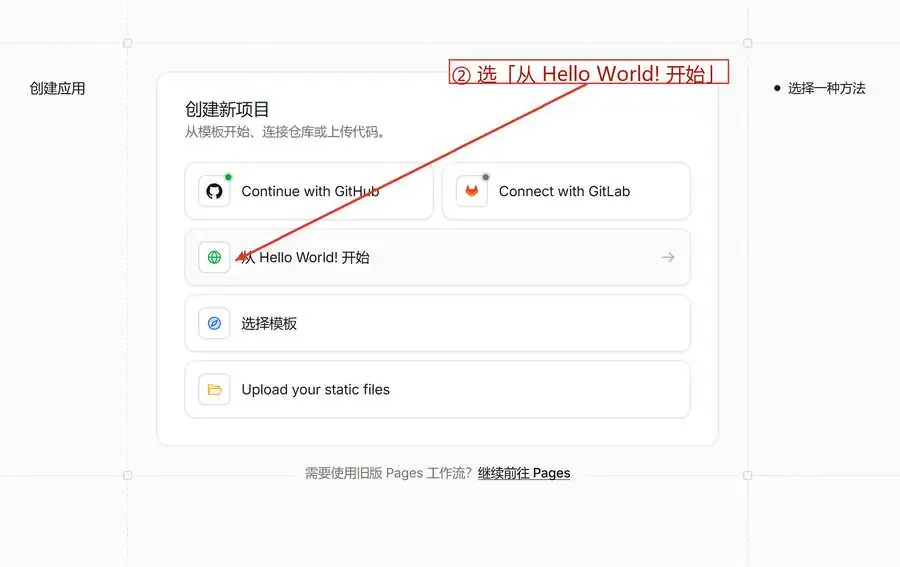 ② 选「从 Hello World! 开始」
创建应用
• 选择一种方法
创建新项目
从模板开始、连接仓库或上传代码。
Continue with GitHub
Connect with GitLab
从 Hello World! 开始
选择模板
Upload your static files
需要使用旧版 Pages 工作流? 继续前往 Pages